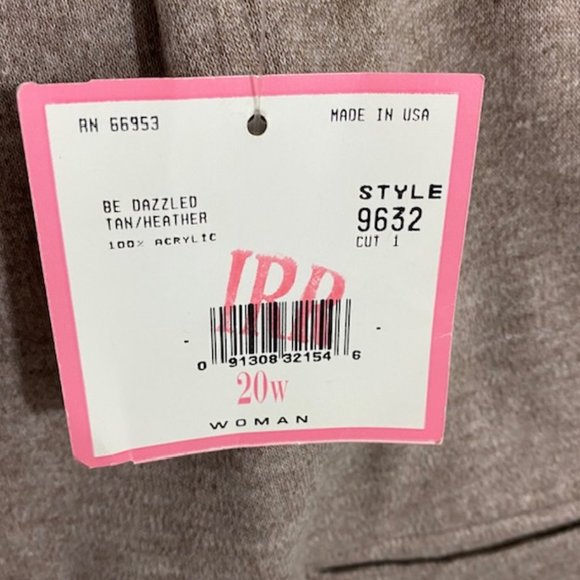 RN 66953
MADE IN USA
BE DAZZLED
TAN/HEATHER
100% ACRYLIC
STYLE
9632
CUT 1
IRR
0 91308 32154 6
20W
WOMAN